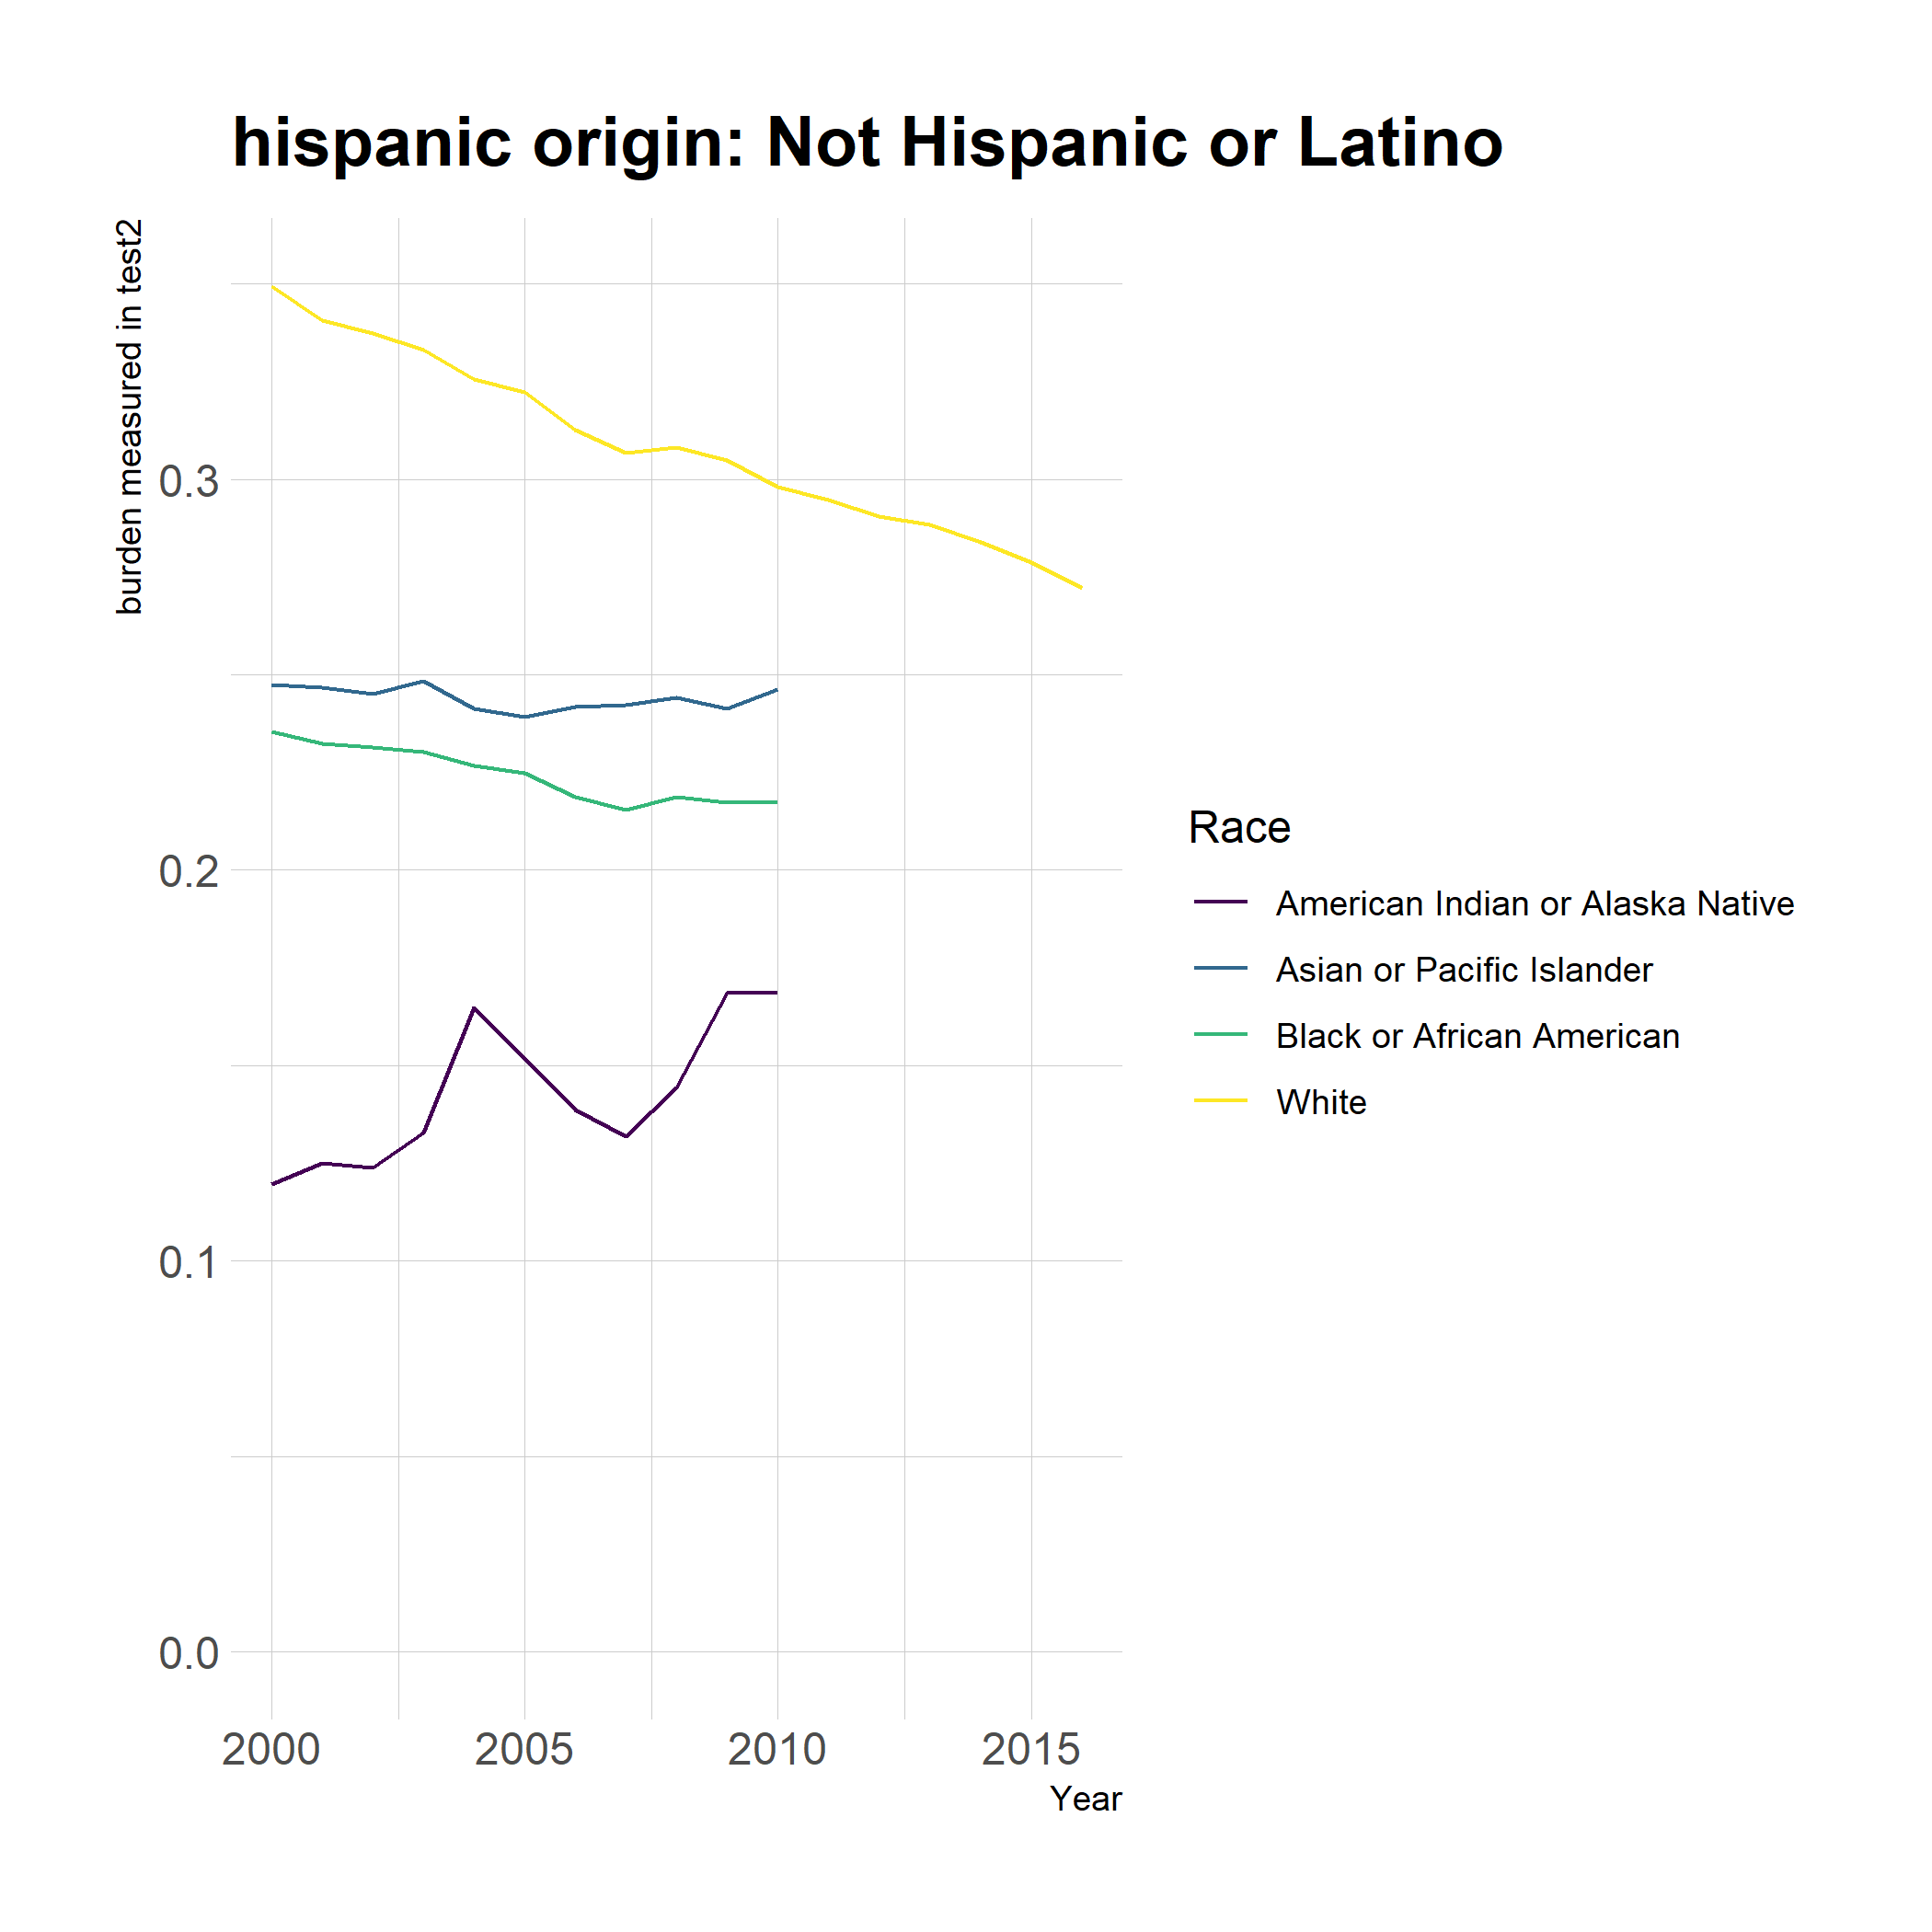 hispanic origin: Not Hispanic or Latino
burden measured in test2
0.3
0.2
0.1
0.0
2000 2005 2010 2015
Year
Race
American Indian or Alaska Native
Asian or Pacific Islander
Black or African American
White